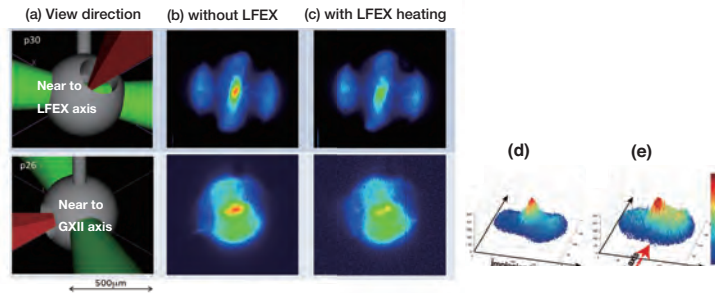 (a) View direction
(b) without LFEX
(c) with LFEX heating
p30
Near to
LFEX axis
p26
Near to
GXII axis
500μm
(d)
(e)